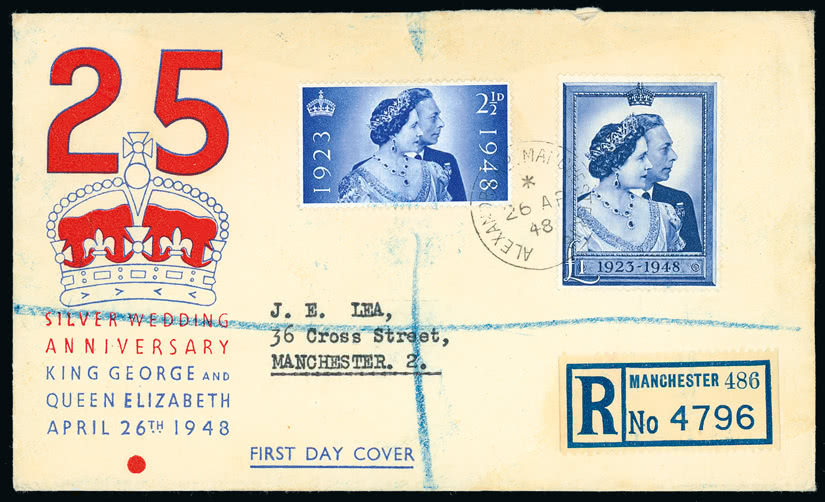 25
SILVER WEDDING
ANNIVERSARY
KING GEORGE AND
QUEEN ELIZABETH
APRIL 26TH 1948
FIRST DAY COVER
1923
2½D
1948
26 AP
48
£1
1923-1948
J. E. LEA,
36 Cross Street,
MANCHESTER. 2.
R
MANCHESTER 486
No 4796